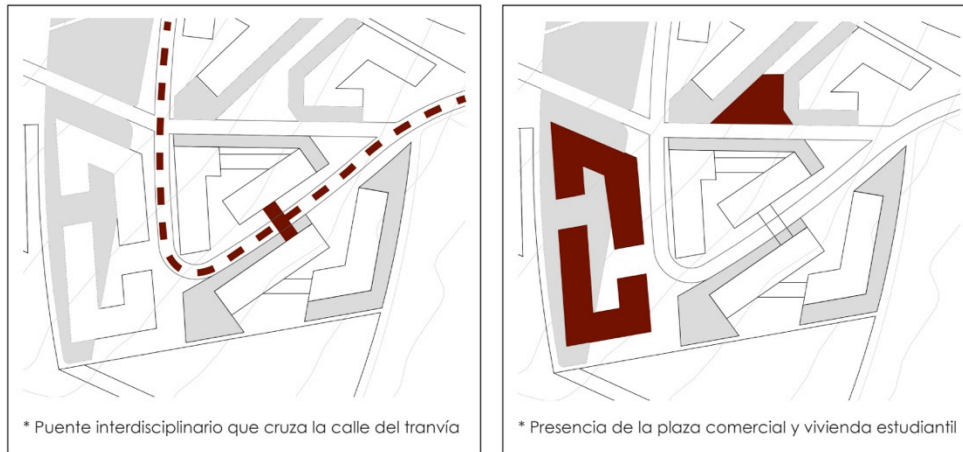 * Puente interdisciplinario que cruza la calle del tranvía
* Presencia de la plaza comercial y vivienda estudiantil